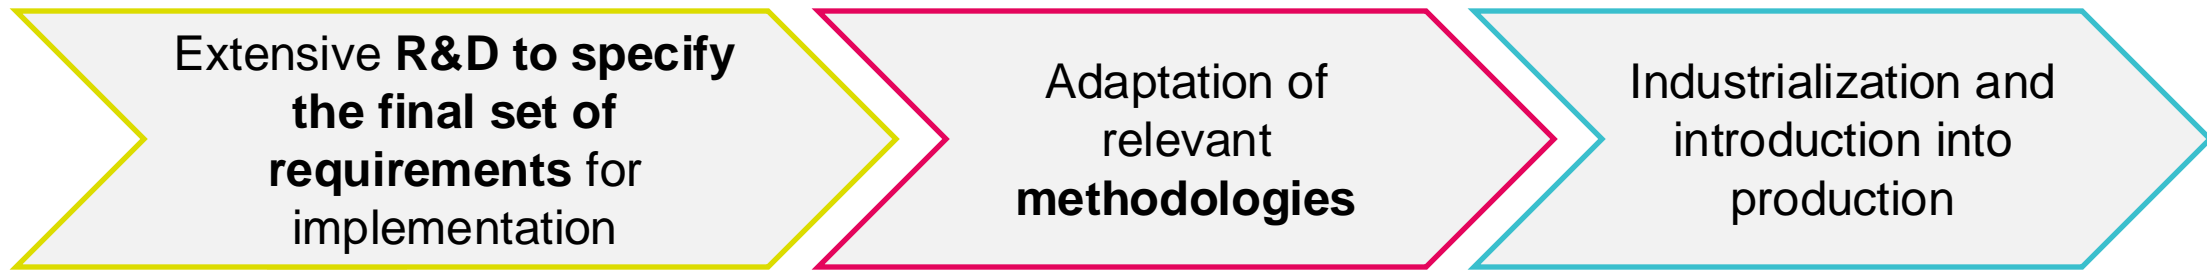 Extensive R&D to specify
the final set of
requirements for
implementation
Adaptation of
relevant
methodologies
Industrialization and
introduction into
production